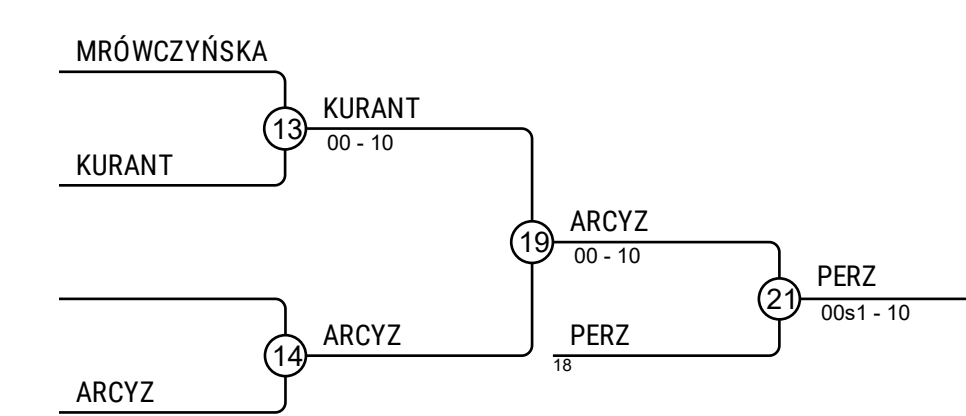 MRÓWCZYŃSKA
13
KURANT
00 - 10
KURANT
19
ARCYZ
00 - 10
21
PERZ
00s1 - 10
14
ARCYZ
PERZ
18
ARCYZ